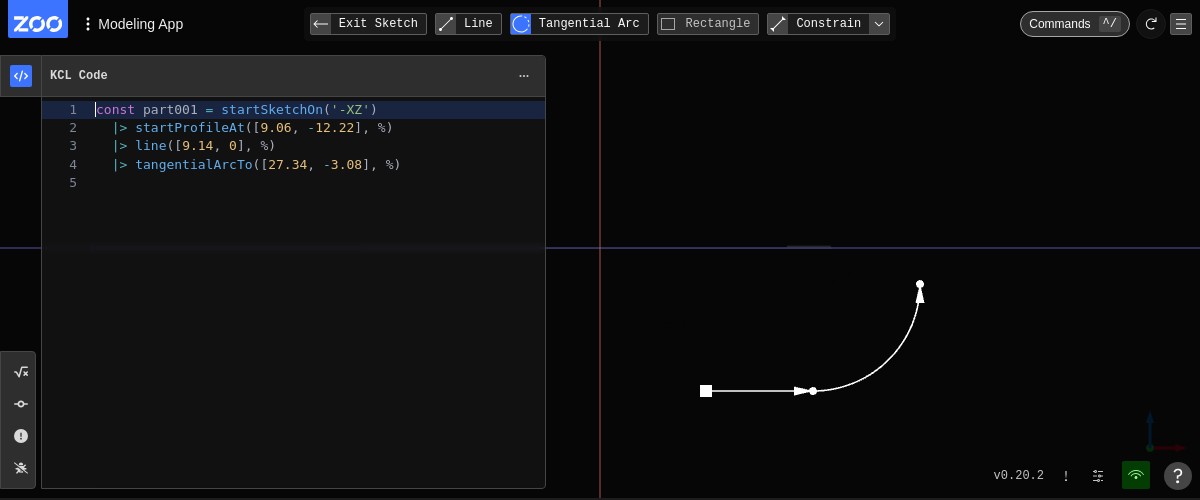 ZOO
Modeling App
Exit Sketch
Line
Tangential Arc
Rectangle
Constrain
Commands ^/
KCL Code
1 const part001 = startSketchOn('-XZ')
2   |> startProfileAt([9.06, -12.22], %)
3   |> line([9.14, 0], %)
4   |> tangentialArcTo([27.34, -3.08], %)
5
v0.20.2
!
?